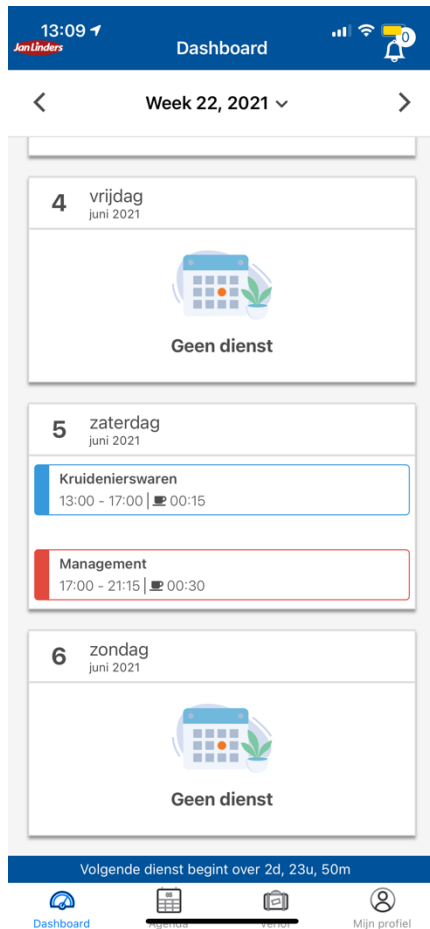 13:09
Jan Linders
Dashboard
0
Week 22, 2021
4 vrijdag
juni 2021
Geen dienst
5 zaterdag
juni 2021
Kruidenierswaren
13:00 - 17:00 | 00:15
Management
17:00 - 21:15 | 00:30
6 zondag
juni 2021
Geen dienst
Volgende dienst begint over 2d, 23u, 50m
Dashboard Agenda Verlof Mijn profiel